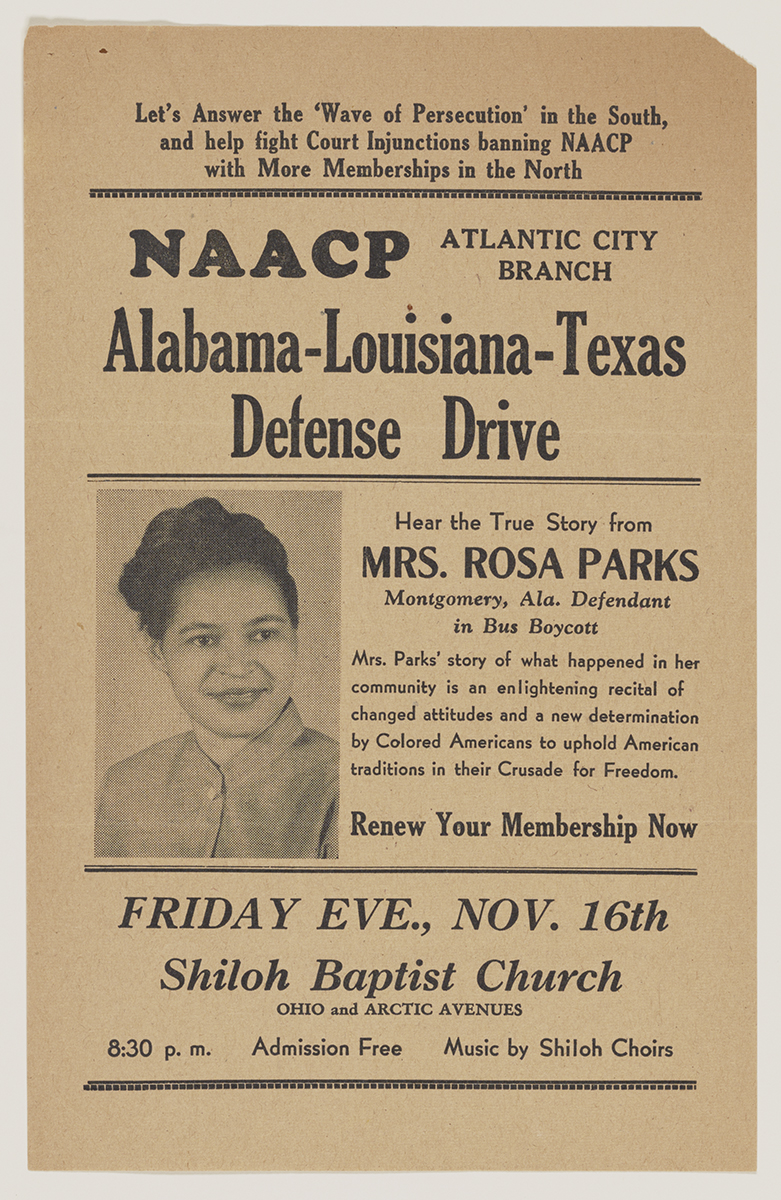 Let's Answer the 'Wave of Persecution' in the South,
and help fight Court Injunctions banning NAACP
with More Memberships in the North
NAACP ATLANTIC CITY
BRANCH
Alabama-Louisiana-Texas
Defense Drive
Hear the True Story from
MRS. ROSA PARKS
Montgomery, Ala. Defendant
in Bus Boycott
Mrs. Parks' story of what happened in her
community is an enlightening recital of
changed attitudes and a new determination
by Colored Americans to uphold American
traditions in their Crusade for Freedom.
Renew Your Membership Now
FRIDAY EVE., NOV. 16th
Shiloh Baptist Church
OHIO and ARCTIC AVENUES
8:30 p. m. Admission Free Music by Shiloh Choirs